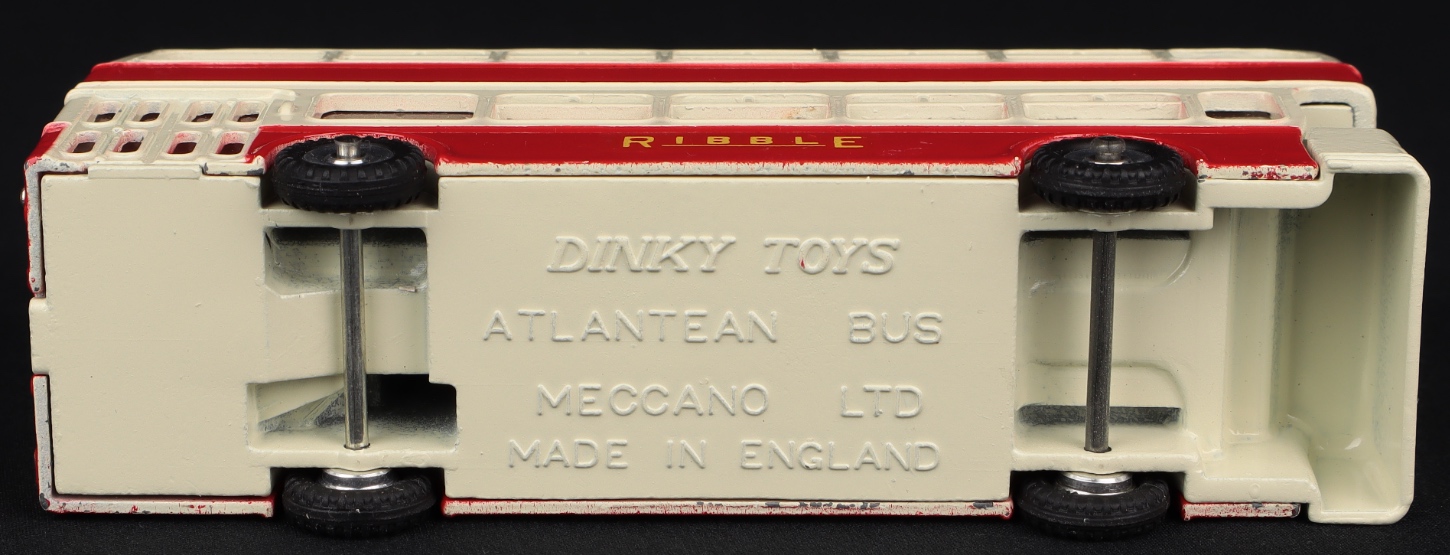 RIBBLE
DINKY TOYS
ATLANTEAN BUS
MECCANO LTD
MADE IN ENGLAND